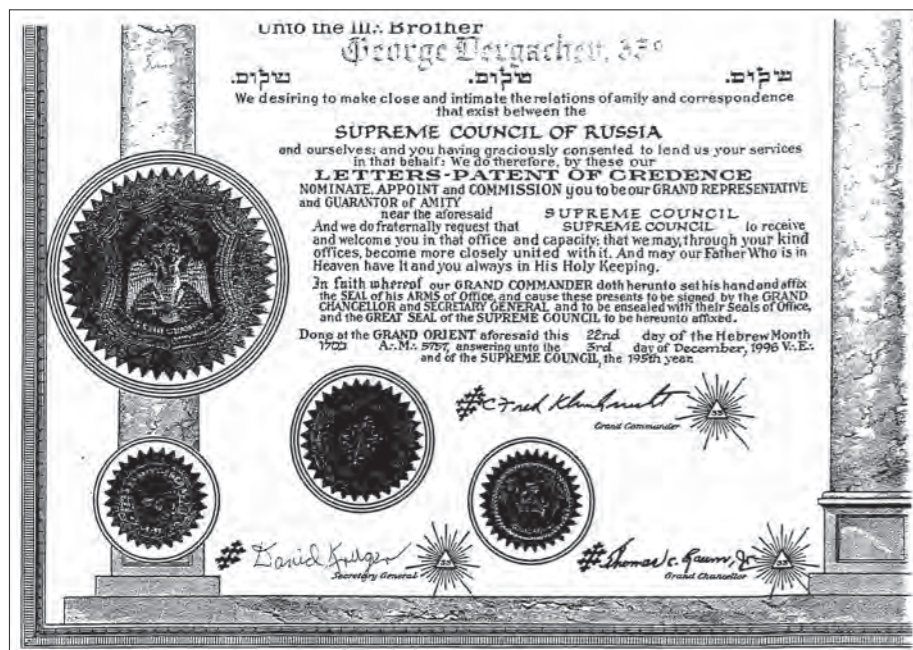 Unto the Ill∴ Brother
George Dergachev, 33°
שלום. שלום. שלום.
We desiring to make close and intimate the relations of amity and correspondence
that exist between the
SUPREME COUNCIL OF RUSSIA
and ourselves; and you having graciously consented to lend us your services
in that behalf: We do therefore, by these our
LETTERS-PATENT OF CREDENCE
NOMINATE, APPOINT and COMMISSION you to be our GRAND REPRESENTATIVE
and GUARANTOR of AMITY
near the aforesaid SUPREME COUNCIL
And we do fraternally request that SUPREME COUNCIL to receive
and welcome you in that office and capacity; that we may, through your kind
offices, become more closely united with it. And may our Father Who is in
Heaven have It and you always in His Holy Keeping.
In faith whereof our GRAND COMMANDER doth herunto set his hand and affix
the SEAL of his ARMS of Office, and cause these presents to be signed by the GRAND
CHANCELLOR and SECRETARY GENERAL and to be ensealed with their Seals of Office,
and the GREAT SEAL of the SUPREME COUNCIL to be hereunto affixed.
Done at the GRAND ORIENT aforesaid this 22nd day of the Hebrew Month
כסלו A∴M∴ 5757, answering unto the 3rd day of December, 1996 V∴E∴
and of the SUPREME COUNCIL, the 195th year.
C Fred Kleinknecht 33
Grand Commander
Daniel Kruger 33
Secretary General
Thomas C. Raum, Jr 33
Grand Chancellor